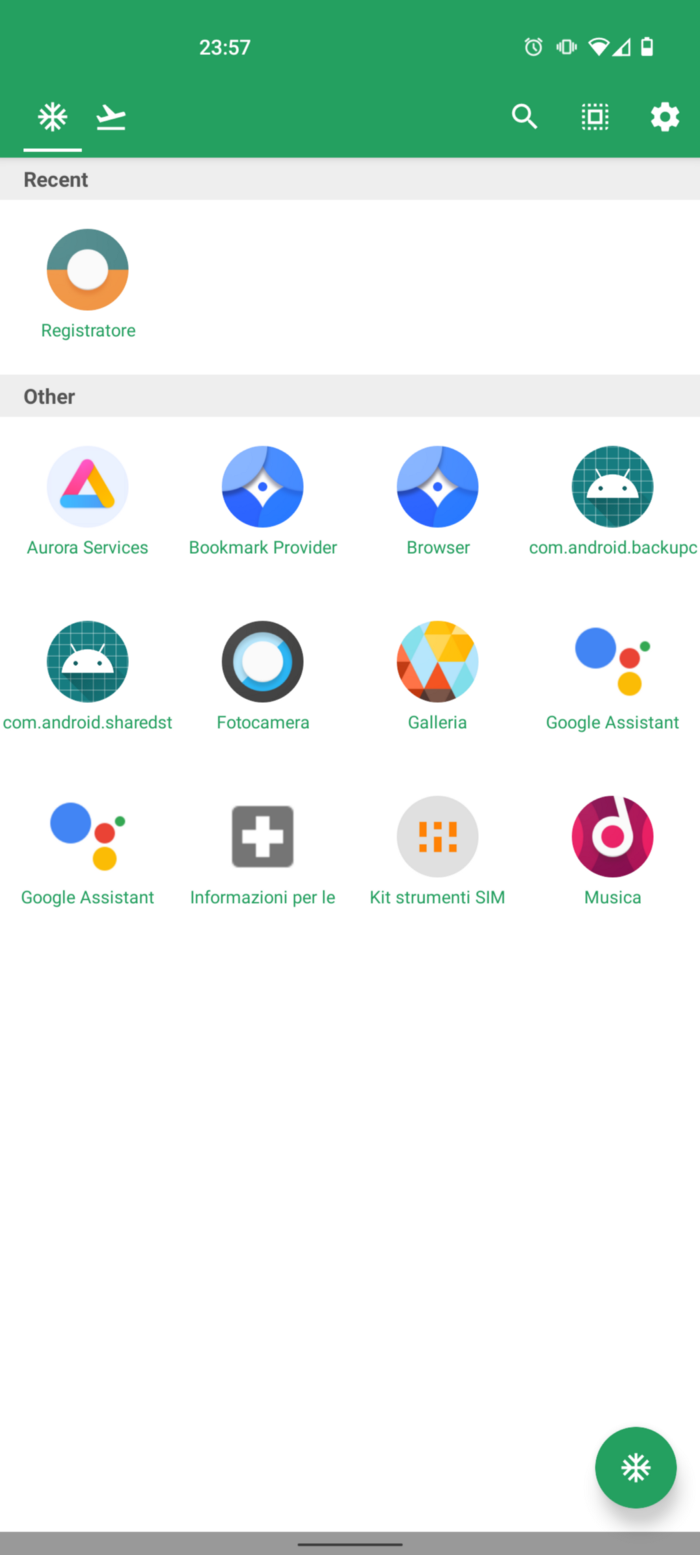 23:57
Recent
Registratore
Other
Aurora Services
Bookmark Provider
Browser
com.android.backupc
com.android.sharedst
Fotocamera
Galleria
Google Assistant
Google Assistant
Informazioni per le
Kit strumenti SIM
Musica